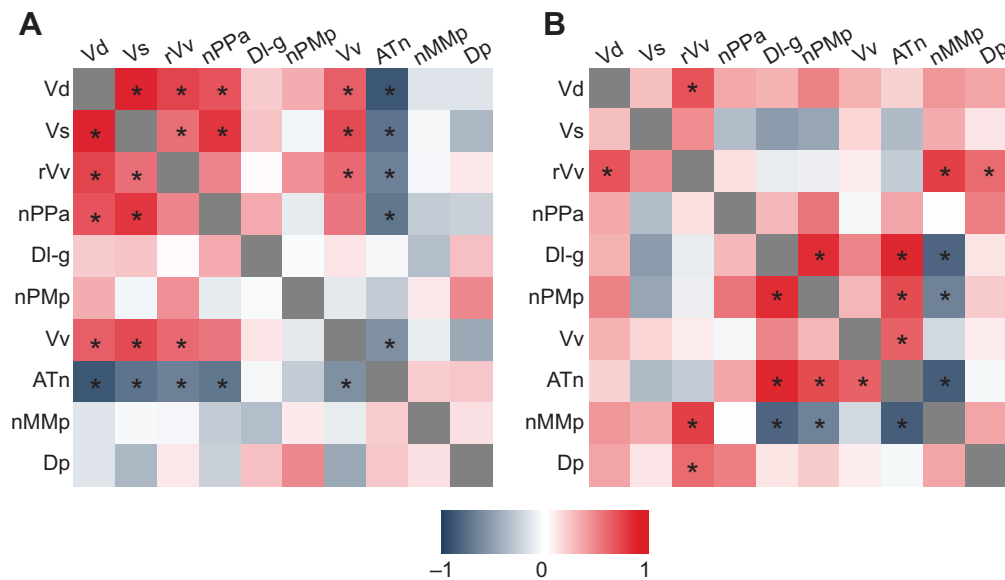 A
Vd Vs rVv nPPa Dl-g nPMp Vv ATn nMMp Dp
Vd * * * * *
Vs * * * * *
rVv * * * *
nPPa * * *
Dl-g
nPMp
Vv * * * *
ATn * * * * *
nMMp
Dp
B
Vd Vs rVv nPPa Dl-g nPMp Vv ATn nMMp Dp
Vd *
Vs
rVv * * *
nPPa
Dl-g * * *
nPMp * * *
Vv *
ATn * * * *
nMMp * * * *
Dp *
–1 0 1